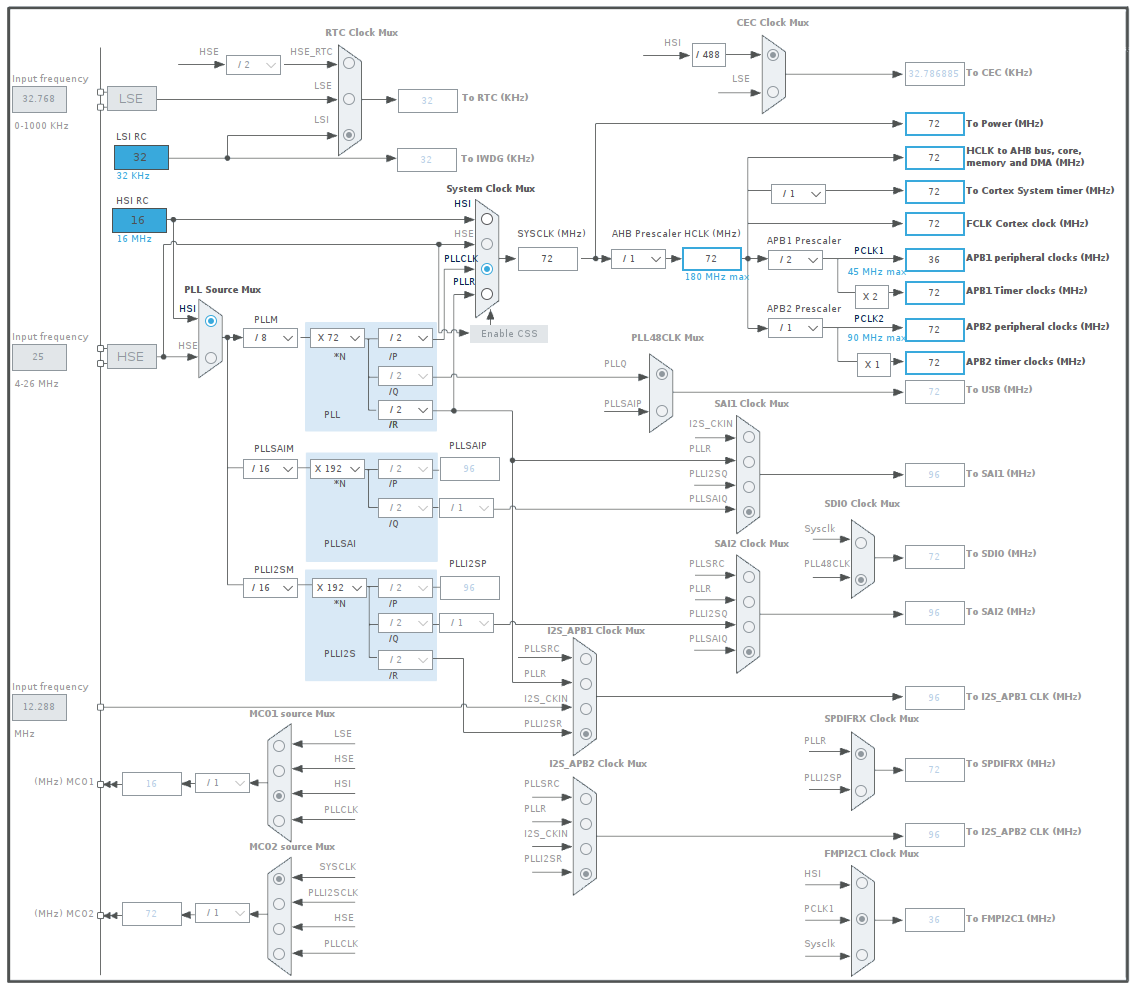 RTC Clock Mux
HSE
/ 2
HSE_RTC
LSE
LSI
32
To RTC (KHz)
Input frequency
32.768
0-1000 KHz
LSE
LSI RC
32
32 KHz
32
To IWDG (KHz)
HSI RC
16
16 MHz
CEC Clock Mux
HSI
/ 488
LSE
32.786885
To CEC (KHz)
System Clock Mux
HSI
HSE
PLLCLK
PLLR
Enable CSS
SYSCLK (MHz)
72
AHB Prescaler
/ 1
HCLK (MHz)
72
180 MHz max
72
To Power (MHz)
72
HCLK to AHB bus, core,
memory and DMA (MHz)
/ 1
72
To Cortex System timer (MHz)
72
FCLK Cortex clock (MHz)
APB1 Prescaler
/ 2
PCLK1
45 MHz max
36
APB1 peripheral clocks (MHz)
X 2
72
APB1 Timer clocks (MHz)
APB2 Prescaler
/ 1
PCLK2
90 MHz max
72
APB2 peripheral clocks (MHz)
X 1
72
APB2 timer clocks (MHz)
PLL Source Mux
HSI
HSE
Input frequency
25
4-26 MHz
HSE
PLLM
/ 8
X 72
*N
/ 2
/P
/ 2
/Q
/ 2
/R
PLL
PLL48CLK Mux
PLLQ
PLLSAIP
72
To USB (MHz)
PLLSAIM
/ 16
X 192
*N
/ 2
/P
/ 2
/Q
PLLSAI
PLLSAIP
96
/ 1
SAI1 Clock Mux
I2S_CKIN
PLLR
PLLI2SQ
PLLSAIQ
96
To SAI1 (MHz)
SDIO Clock Mux
Sysclk
PLL48CLK
72
To SDIO (MHz)
SAI2 Clock Mux
PLLSRC
PLLR
PLLI2SQ
PLLSAIQ
96
To SAI2 (MHz)
PLLI2SM
/ 16
X 192
*N
/ 2
/P
/ 2
/Q
/ 2
/R
PLLI2S
PLLI2SP
96
/ 1
I2S_APB1 Clock Mux
PLLSRC
PLLR
I2S_CKIN
PLLI2SR
96
To I2S_APB1 CLK (MHz)
Input frequency
12.288
MHz
MCO1 source Mux
LSE
HSE
HSI
PLLCLK
(MHz) MCO1
16
/ 1
SPDIFRX Clock Mux
PLLR
PLLI2SP
72
To SPDIFRX (MHz)
I2S_APB2 Clock Mux
PLLSRC
PLLR
I2S_CKIN
PLLI2SR
96
To I2S_APB2 CLK (MHz)
MCO2 source Mux
SYSCLK
PLLI2SCLK
HSE
PLLCLK
(MHz) MCO2
72
/ 1
FMPI2C1 Clock Mux
HSI
PCLK1
Sysclk
36
To FMPI2C1 (MHz)